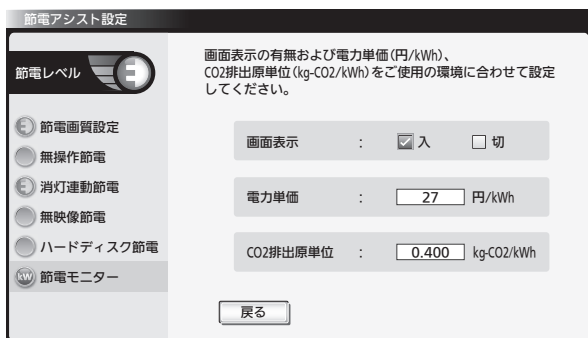 節電アシスト設定
節電レベル
節電画質設定
無操作節電
消灯連動節電
無映像節電
ハードディスク節電
kW 節電モニター
画面表示の有無および電力単価(円/kWh)、
CO2排出原単位(kg-CO2/kWh)をご使用の環境に合わせて設定
してください。
画面表示 : 入 切
電力単価 : 27 円/kWh
CO2排出原単位 : 0.400 kg-CO2/kWh
戻る